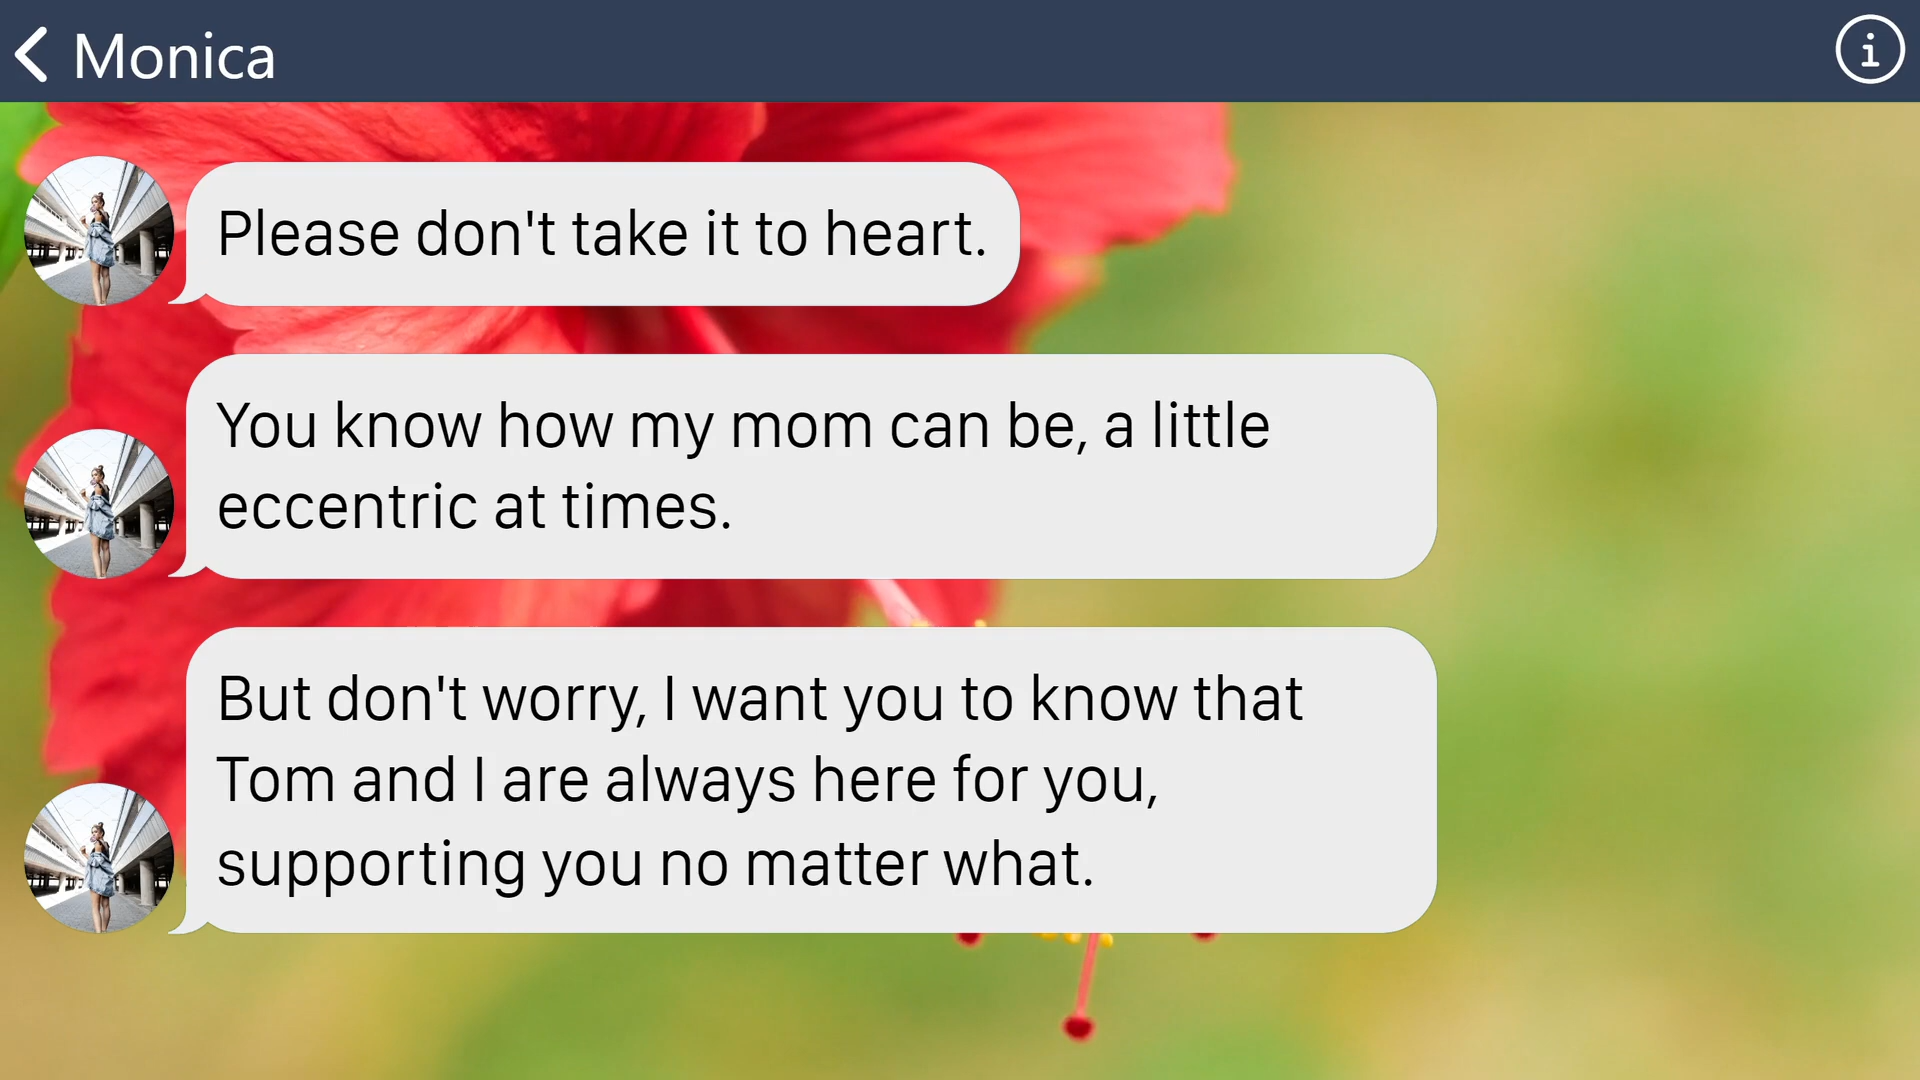 Monica
Please don't take it to heart.
You know how my mom can be, a little
eccentric at times.
But don't worry, I want you to know that
Tom and I are always here for you,
supporting you no matter what.